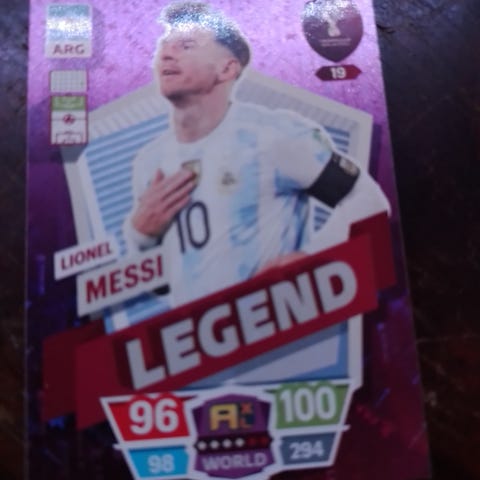 ARG
19
10
LIONEL
MESSI
LEGEND
96
100
98
WORLD
294